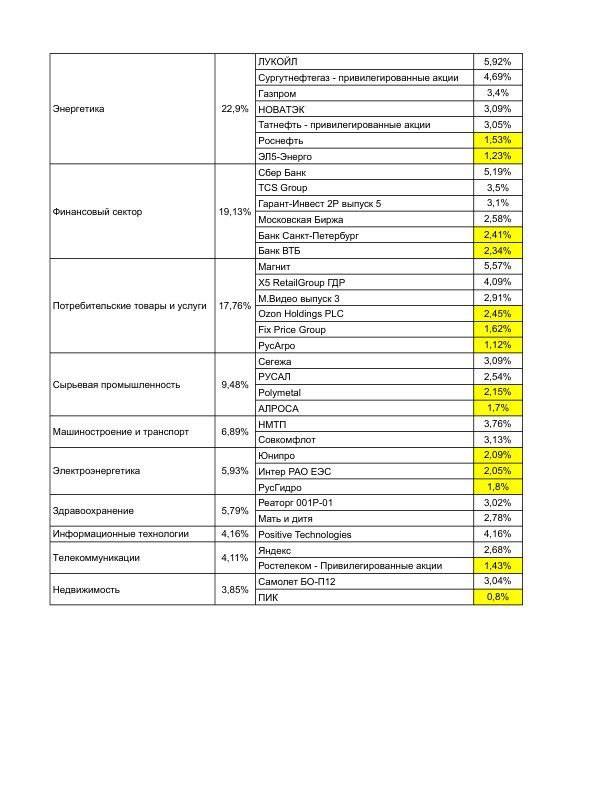 ЛУКОЙЛ 5,92%
Сургутнефтегаз - привилегированные акции 4,69%
Газпром 3,4%
Энергетика 22,9% НОВАТЭК 3,09%
Татнефть - привилегированные акции 3,05%
Роснефть 1,53%
ЭЛ5-Энерго 1,23%
Сбер Банк 5,19%
TCS Group 3,5%
Гарант-Инвест 2Р выпуск 5 3,1%
Финансовый сектор 19,13%
Московская Биржа 2,58%
Банк Санкт-Петербург 2,41%
Банк ВТБ 2,34%
Магнит 5,57%
X5 RetailGroup ГДР 4,09%
М.Видео выпуск 3 2,91%
Потребительские товары и услуги 17,76%
Ozon Holdings PLC 2,45%
Fix Price Group 1,62%
РусАгро 1,12%
Сегежа 3,09%
РУСАЛ 2,54%
Сырьевая промышленность 9,48%
Polymetal 2,15%
АЛРОСА 1,7%
НМТП 3,76%
Машиностроение и транспорт 6,89%
Совкомфлот 3,13%
Юнипро 2,09%
Электроэнергетика 5,93% Интер РАО ЕЭС 2,05%
РусГидро 1,8%
Реаторг 001Р-01 3,02%
Здравоохранение 5,79%
Мать и дитя 2,78%
Информационные технологии 4,16% Positive Technologies 4,16%
Яндекс 2,68%
Телекоммуникации 4,11%
Ростелеком - Привилегированные акции 1,43%
Самолет БО-П12 3,04%
Недвижимость 3,85%
ПИК 0,8%